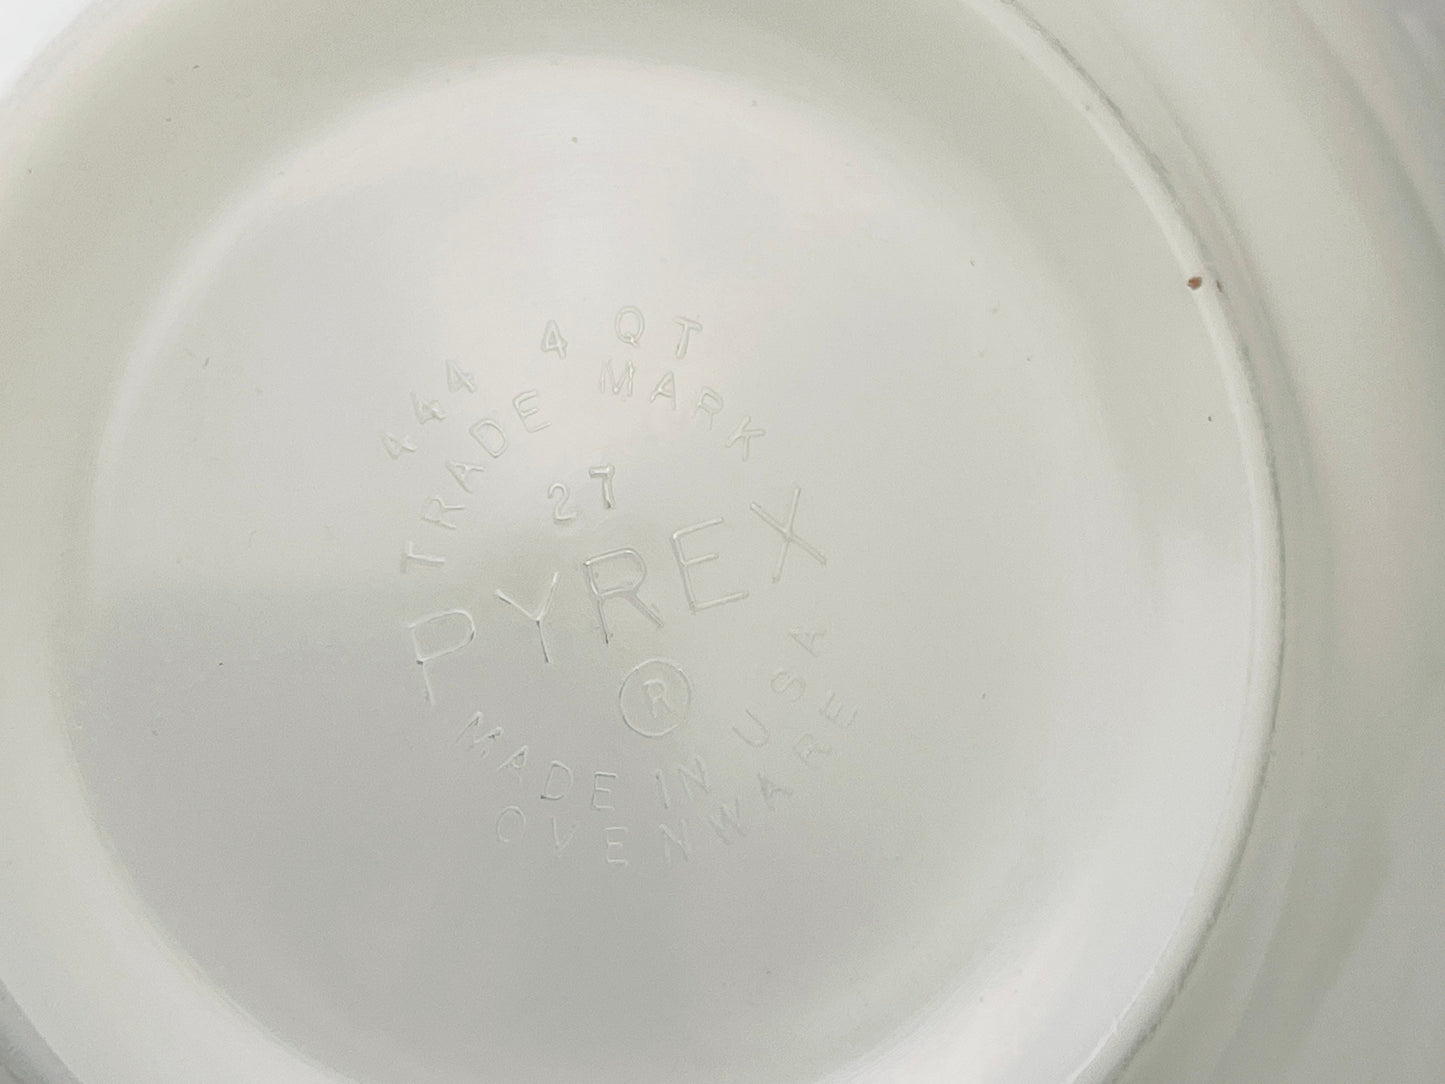 444 4 QT
TRADE MARK
27
PYREX
®
MADE IN USA
OVENWARE